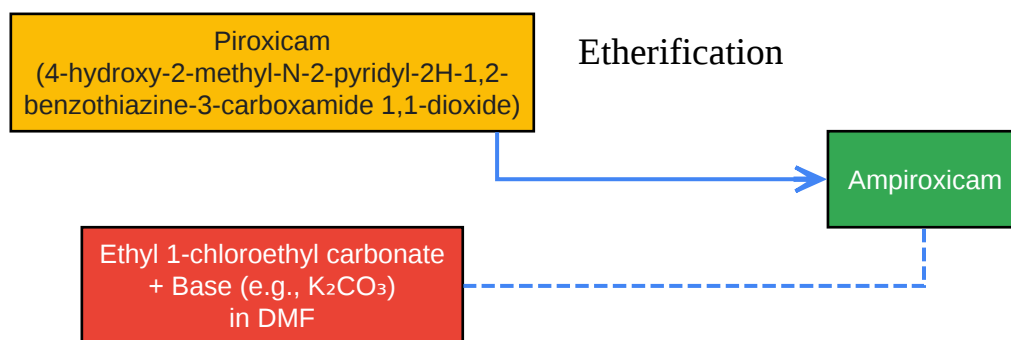 Piroxicam
(4-hydroxy-2-methyl-N-2-pyridyl-2H-1,2-
benzothiazine-3-carboxamide 1,1-dioxide)
Etherification
Ampiroxicam
Ethyl 1-chloroethyl carbonate
+ Base (e.g., K₂CO₃)
in DMF